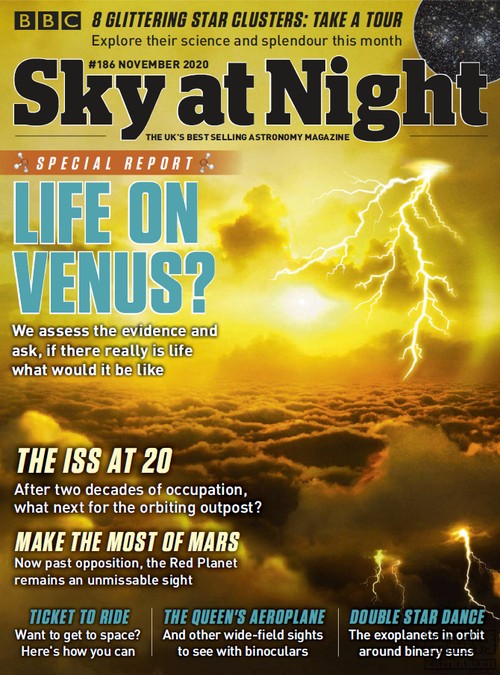 BBC
8 GLITTERING STAR CLUSTERS: TAKE A TOUR
Explore their science and splendour this month
#186 NOVEMBER 2020
Sky at Night
THE UK'S BEST SELLING ASTRONOMY MAGAZINE
SPECIAL REPORT
LIFE ON
VENUS?
We assess the evidence and
ask, if there really is life
what would it be like
THE ISS AT 20
After two decades of occupation,
what next for the orbiting outpost?
MAKE THE MOST OF MARS
Now past opposition, the Red Planet
remains an unmissable sight
TICKET TO RIDE
Want to get to space?
Here's how you can
THE QUEEN'S AEROPLANE
And other wide-field sights
to see with binoculars
DOUBLE STAR DANCE
The exoplanets in orbit
around binary suns